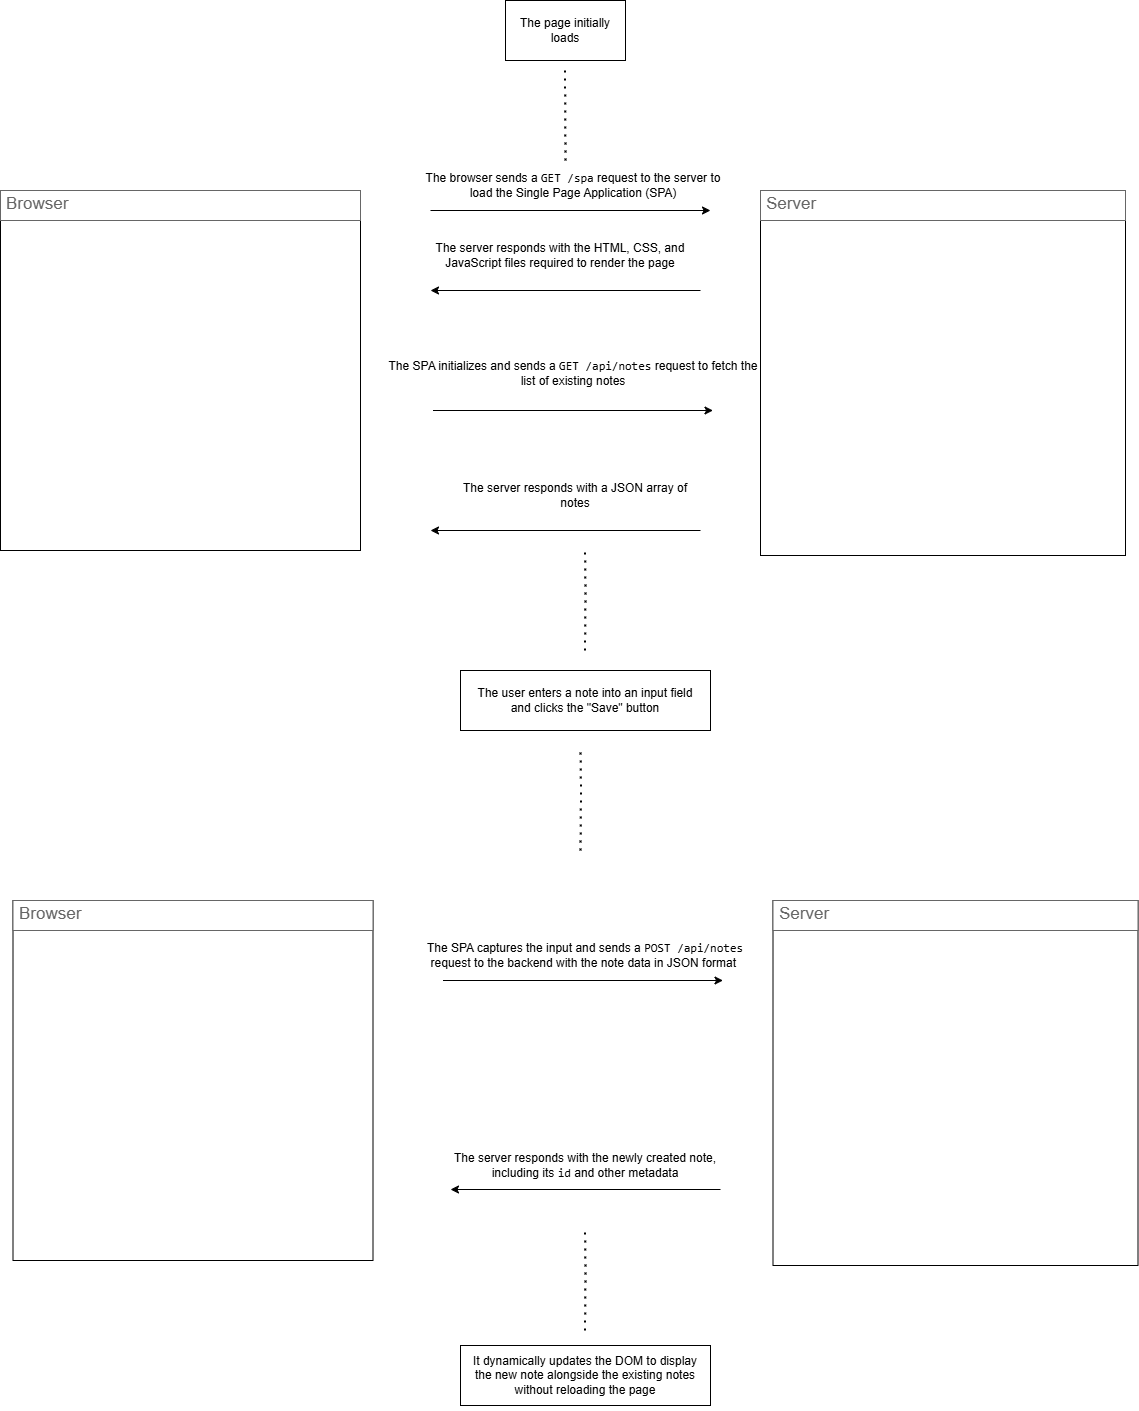 The page initially
loads
The browser sends a GET /spa request to the server to
load the Single Page Application (SPA)
Browser
Server
The server responds with the HTML, CSS, and
JavaScript files required to render the page
The SPA initializes and sends a GET /api/notes request to fetch the
list of existing notes
The server responds with a JSON array of
notes
The user enters a note into an input field
and clicks the "Save" button
Browser
Server
The SPA captures the input and sends a POST /api/notes
request to the backend with the note data in JSON format
The server responds with the newly created note,
including its id and other metadata
It dynamically updates the DOM to display
the new note alongside the existing notes
without reloading the page